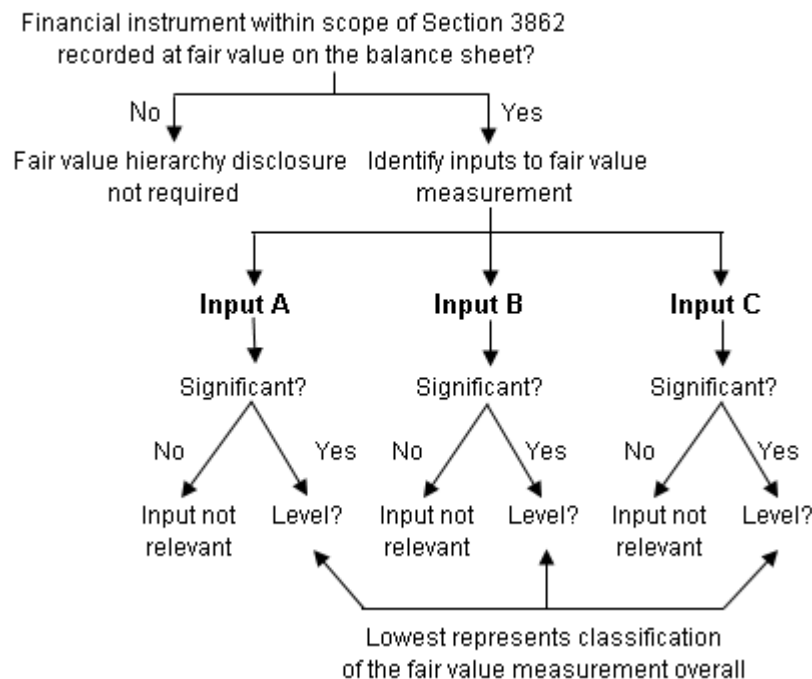 Financial instrument within scope of Section 3862
recorded at fair value on the balance sheet?
No
Yes
Fair value hierarchy disclosure
not required
Identify inputs to fair value
measurement
Input A
Input B
Input C
Significant?
Significant?
Significant?
No
Yes
No
Yes
No
Yes
Input not
relevant
Level?
Input not
relevant
Level?
Input not
relevant
Level?
Lowest represents classification
of the fair value measurement overall